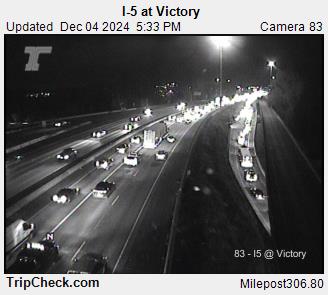 I-5 at Victory
Updated Dec 04 2024 5:33 PM Camera 83
T
N
83 - I5 @ Victory
TripCheck.com Milepost306.80